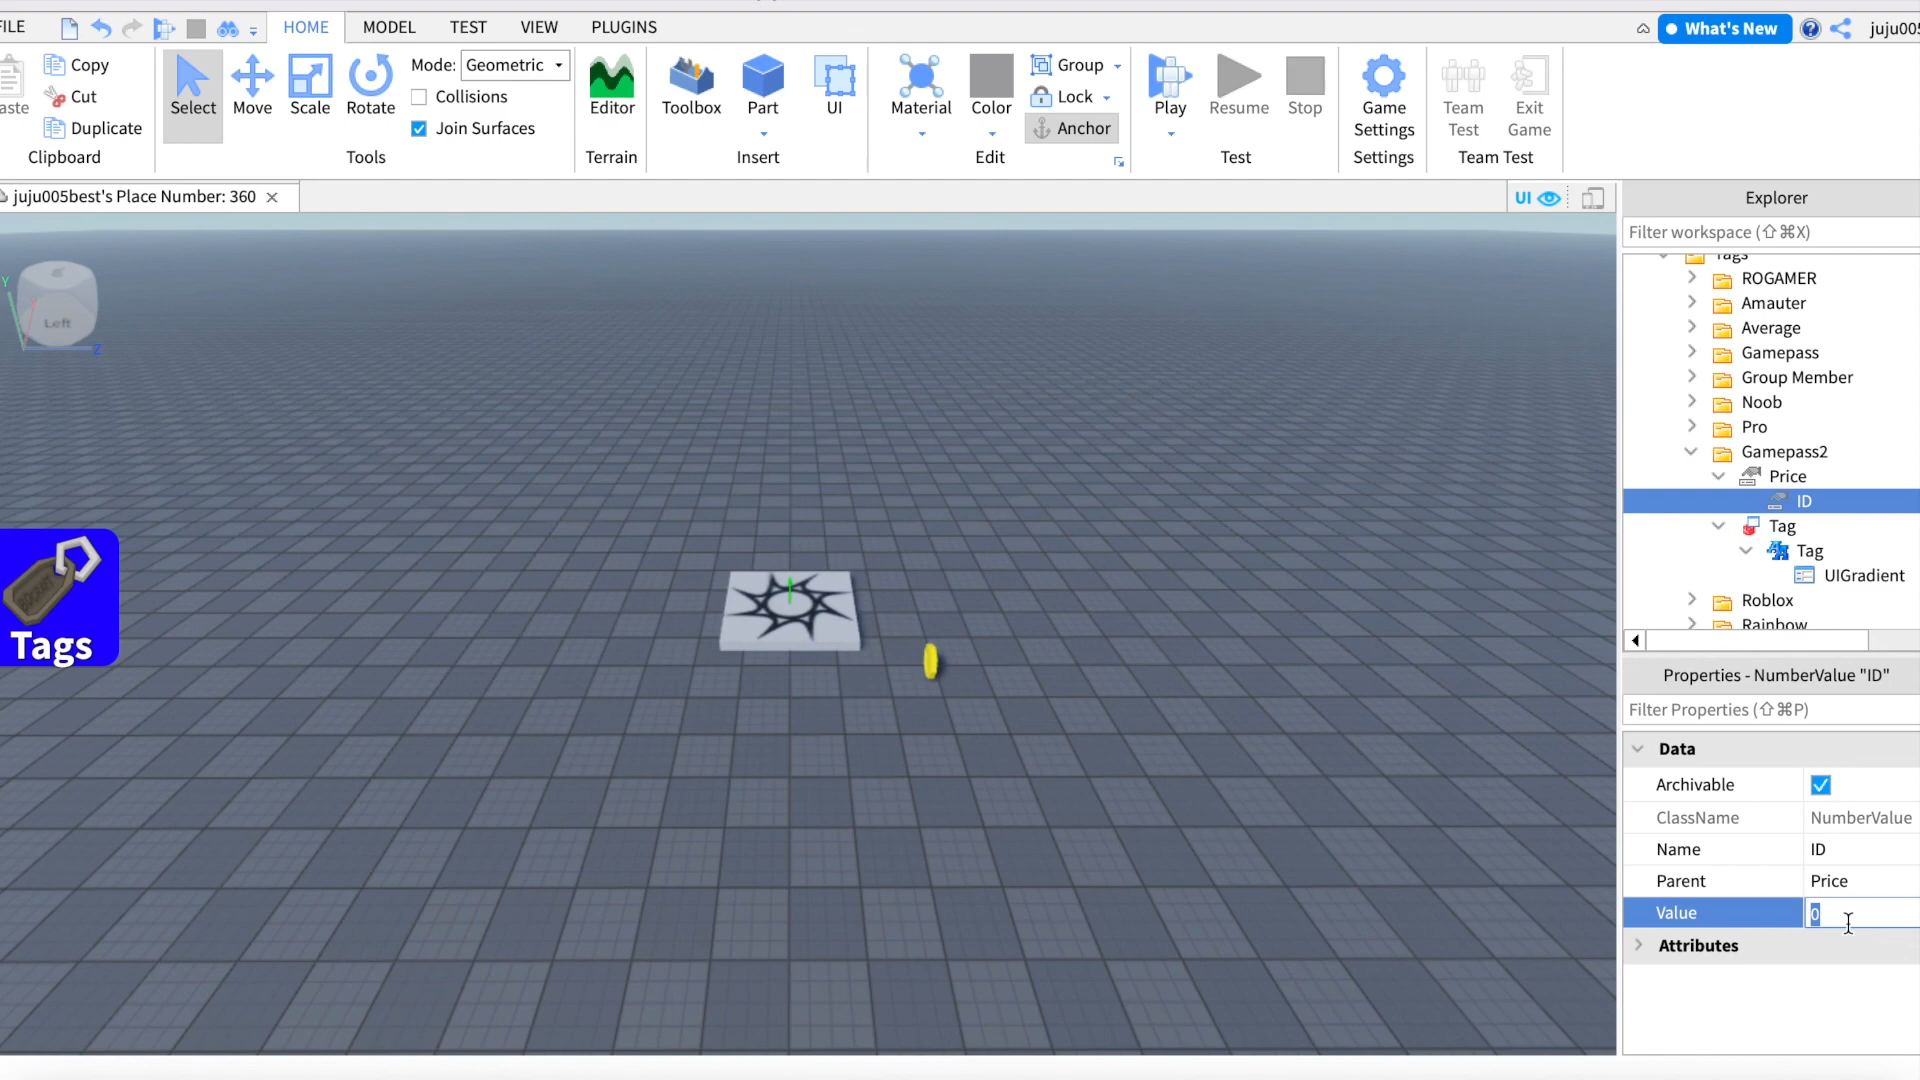 FILE
HOME
MODEL
TEST
VIEW
PLUGINS
What's New
juju005
Copy
Cut
Duplicate
Clipboard
Select
Move
Scale
Rotate
Mode: Geometric
Collisions
Join Surfaces
Tools
Editor
Terrain
Toolbox
Part
UI
Insert
Material
Color
Group
Lock
Anchor
Edit
Play
Resume
Stop
Test
Game
Settings
Settings
Team
Test
Exit
Game
Team Test
juju005best's Place Number: 360
UI
Explorer
Filter workspace (⇧⌘X)
Tags
ROGAMER
Amauter
Average
Gamepass
Group Member
Noob
Pro
Gamepass2
Price
ID
Tag
Tag
UIGradient
Roblox
Rainbow
Y
Left
Z
Tags
Properties - NumberValue "ID"
Filter Properties (⇧⌘P)
Data
Archivable
ClassName NumberValue
Name ID
Parent Price
Value 0
Attributes